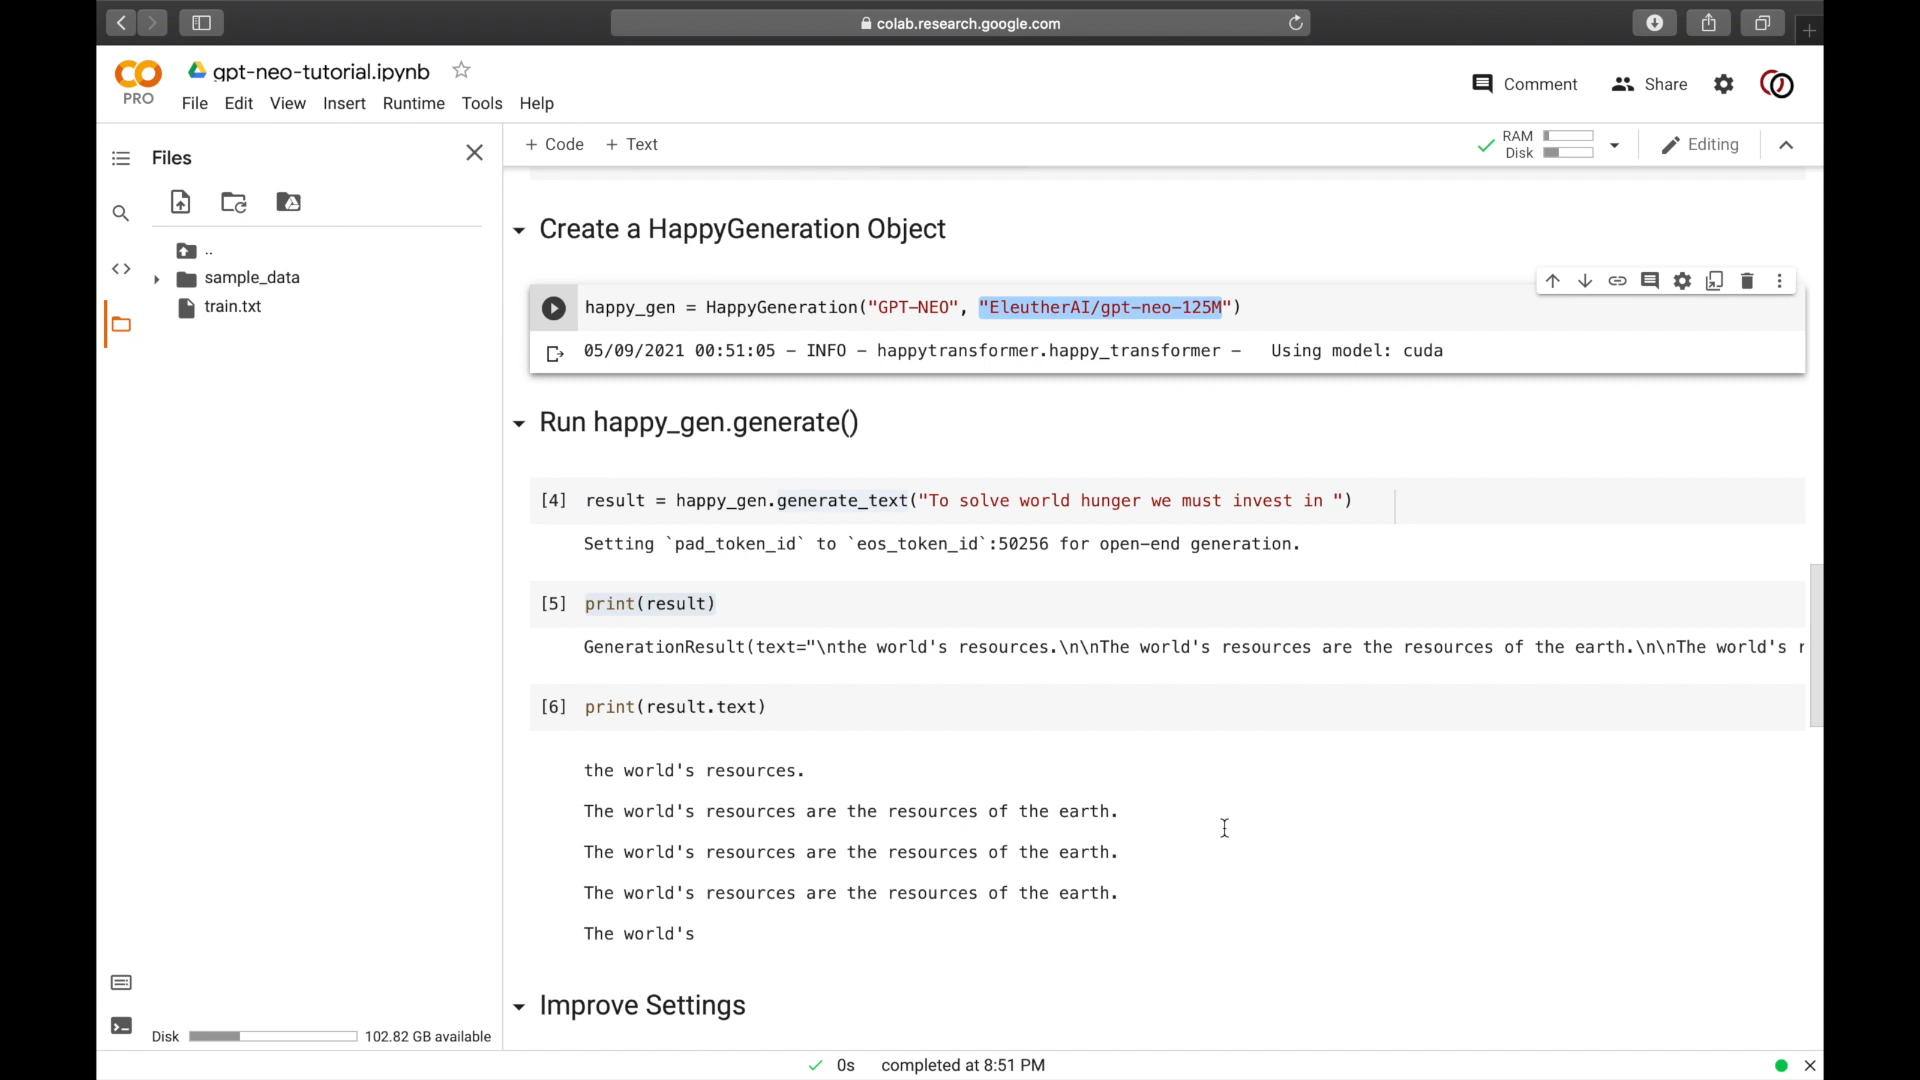 colab.research.google.com
PRO
gpt-neo-tutorial.ipynb
File Edit View Insert Runtime Tools Help
Comment
Share
Files
+ Code + Text
RAM
Disk
Editing
..
sample_data
train.txt
Create a HappyGeneration Object
happy_gen = HappyGeneration("GPT-NEO", "EleutherAI/gpt-neo-125M")
05/09/2021 00:51:05 - INFO - happytransformer.happy_transformer -   Using model: cuda
Run happy_gen.generate()
[4] result = happy_gen.generate_text("To solve world hunger we must invest in ")
Setting `pad_token_id` to `eos_token_id`:50256 for open-end generation.
[5] print(result)
GenerationResult(text="\nthe world's resources.\n\nThe world's resources are the resources of the earth.\n\nThe world's r
[6] print(result.text)
the world's resources.
The world's resources are the resources of the earth.
The world's resources are the resources of the earth.
The world's resources are the resources of the earth.
The world's
Improve Settings
Disk 102.82 GB available
0s completed at 8:51 PM